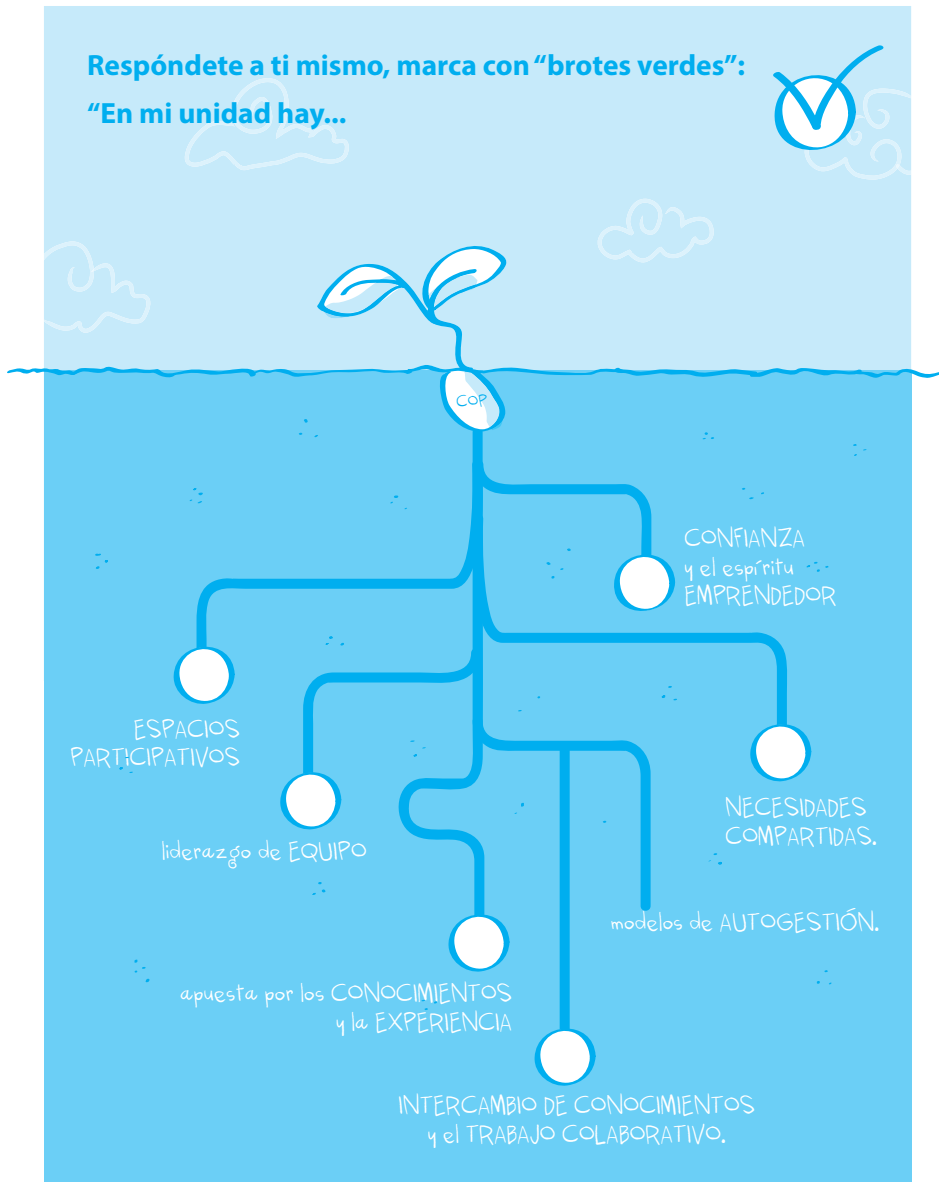 Respóndete a ti mismo, marca con “brotes verdes”:
“En mi unidad hay...
COP
CONFIANZA
y el espíritu
EMPRENDEDOR
ESPACIOS
PARTICIPATIVOS
NECESIDADES
COMPARTIDAS.
liderazgo de EQUIPO
modelos de AUTOGESTIÓN.
apuesta por los CONOCIMIENTOS
y la EXPERIENCIA
INTERCAMBIO DE CONOCIMIENTOS
y el TRABAJO COLABORATIVO.